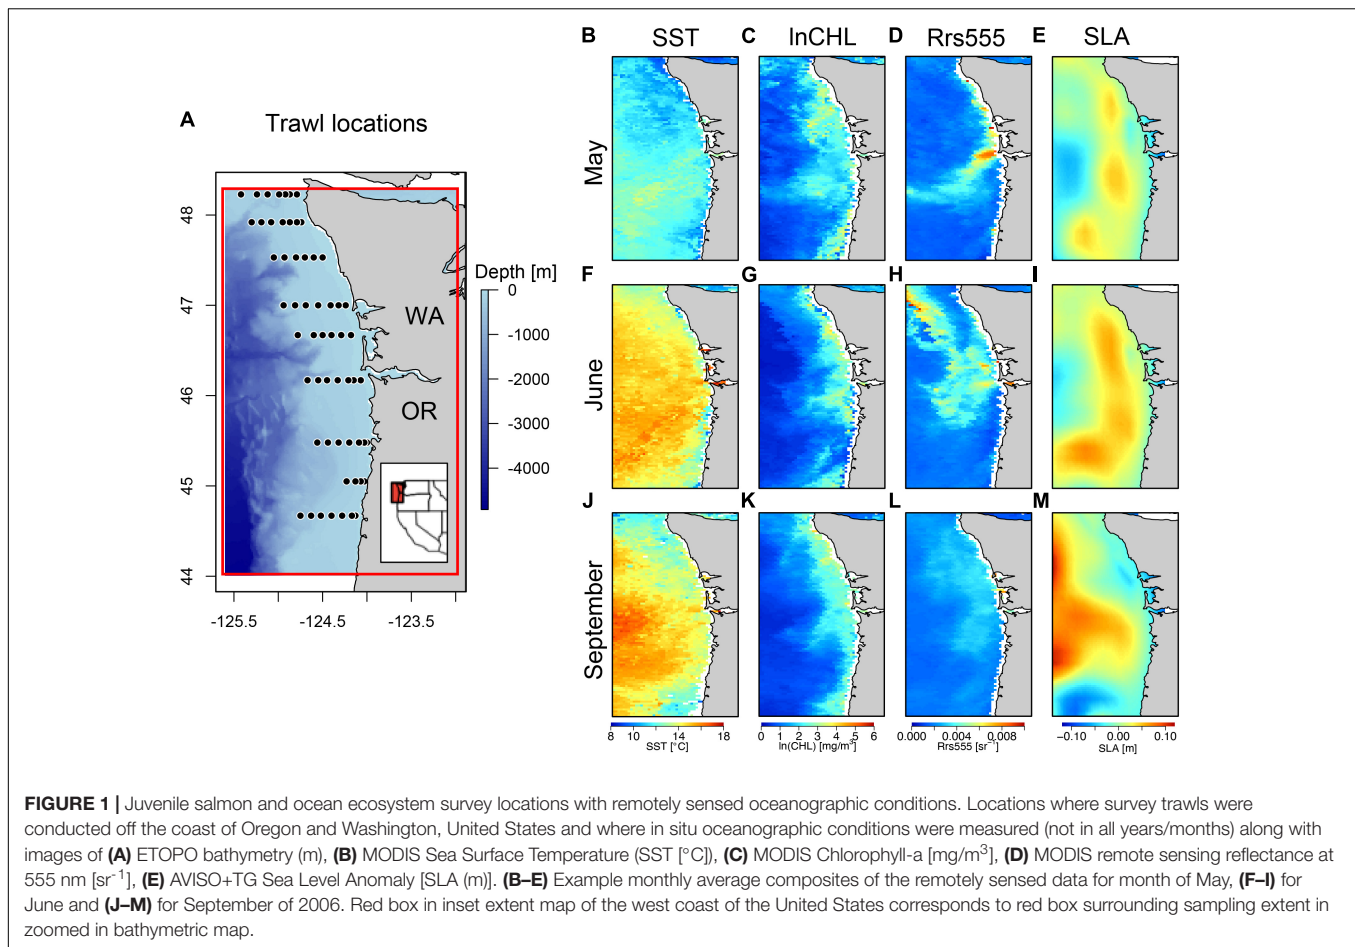 B SST C lnCHL D Rrs555 E SLA
May
A Trawl locations
48
47
46
45
44
-125.5 -124.5 -123.5
WA
OR
Depth [m]
0
-1000
-2000
-3000
-4000
F G H I
June
J K L M
September
8 10 14 16 18
SST [°C]
0 1 2 3 4 5 6
ln(CHL) [mg/m³]
0.000 0.004 0.008
Rrs555 [sr⁻¹]
−0.10 0.00 0.10
SLA [m]
FIGURE 1 | Juvenile salmon and ocean ecosystem survey locations with remotely sensed oceanographic conditions. Locations where survey trawls were
conducted off the coast of Oregon and Washington, United States and where in situ oceanographic conditions were measured (not in all years/months) along with
images of (A) ETOPO bathymetry (m), (B) MODIS Sea Surface Temperature (SST [°C]), (C) MODIS Chlorophyll-a [mg/m³], (D) MODIS remote sensing reflectance at
555 nm [sr⁻¹], (E) AVISO+TG Sea Level Anomaly [SLA (m)]. (B–E) Example monthly average composites of the remotely sensed data for month of May, (F–I) for
June and (J–M) for September of 2006. Red box in inset extent map of the west coast of the United States corresponds to red box surrounding sampling extent in
zoomed in bathymetric map.